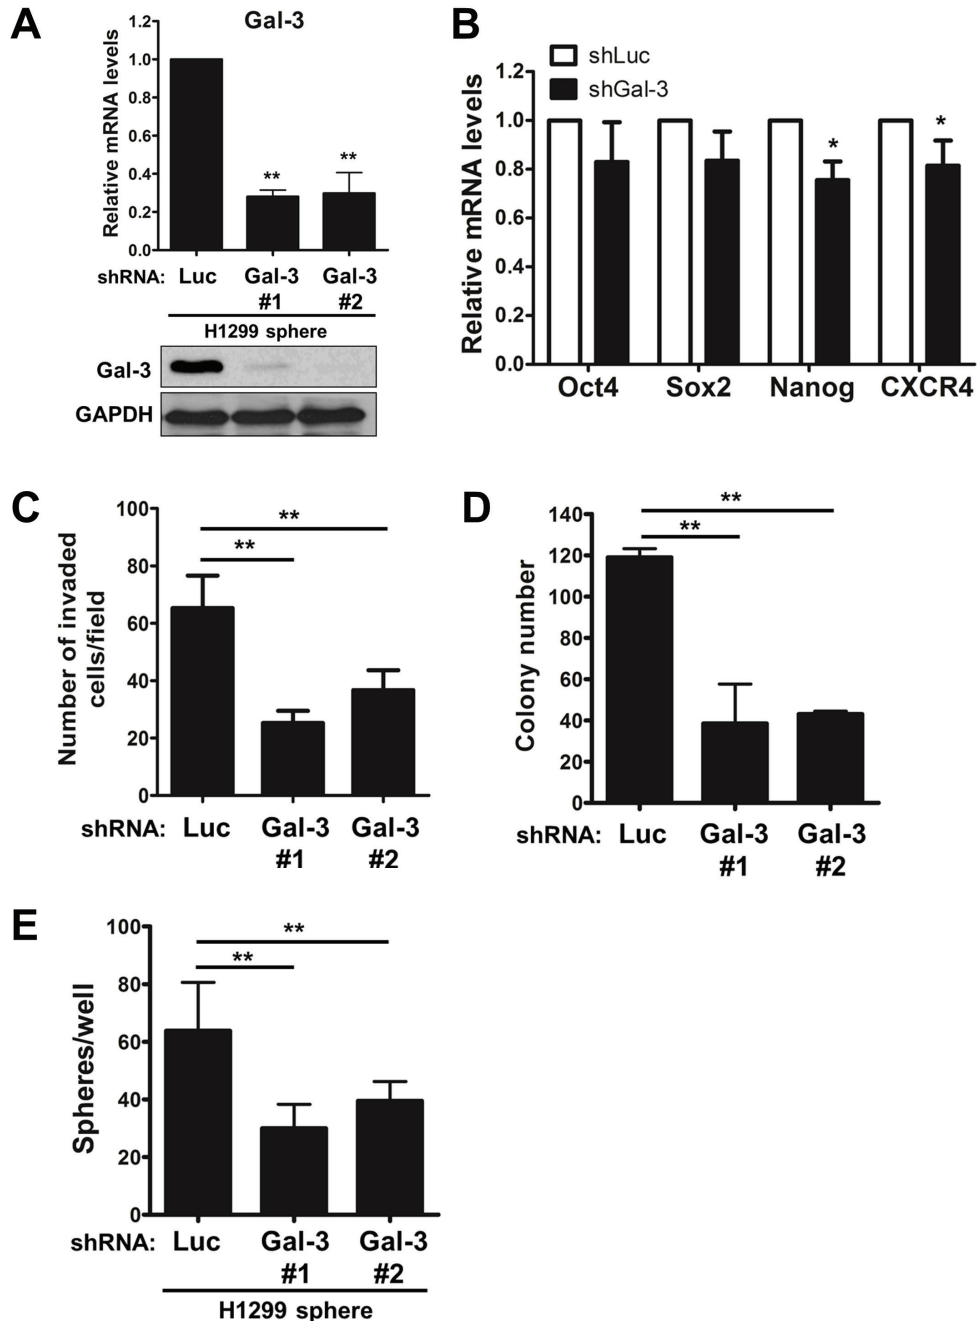 A
Gal-3
Relative mRNA levels
1.2
1.0
0.8
0.6
0.4
0.2
0.0
**
**
shRNA: Luc Gal-3 Gal-3
#1 #2
H1299 sphere
Gal-3
GAPDH
B
shLuc
shGal-3
Relative mRNA levels
1.2
1.0
0.8
0.6
0.4
0.2
0.0
*
*
Oct4 Sox2 Nanog CXCR4
C
Number of invaded
cells/field
100
80
60
40
20
0
**
**
shRNA: Luc Gal-3 Gal-3
#1 #2
D
Colony number
140
120
100
80
60
40
20
0
**
**
shRNA: Luc Gal-3 Gal-3
#1 #2
E
Spheres/well
100
80
60
40
20
0
**
**
shRNA: Luc Gal-3 Gal-3
#1 #2
H1299 sphere